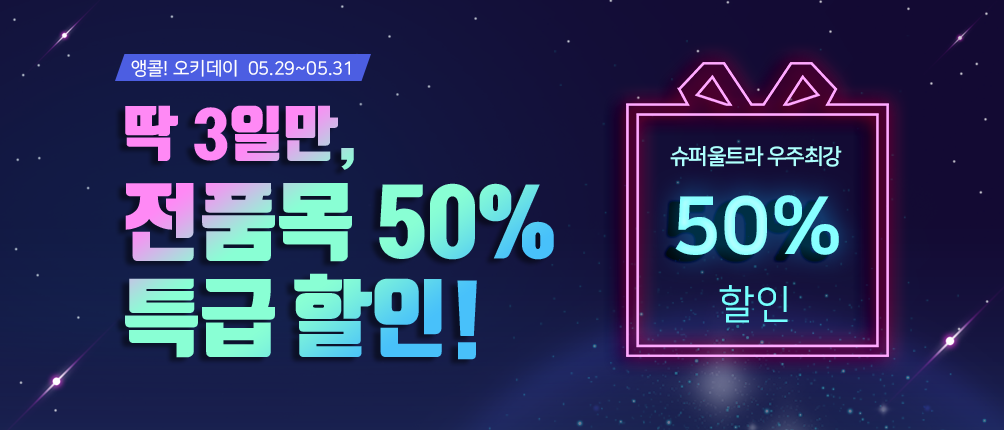 앵콜! 오키데이 05.29~05.31
딱 3일만,
전품목 50%
특급 할인!
슈퍼울트라 우주최강
50%
할인